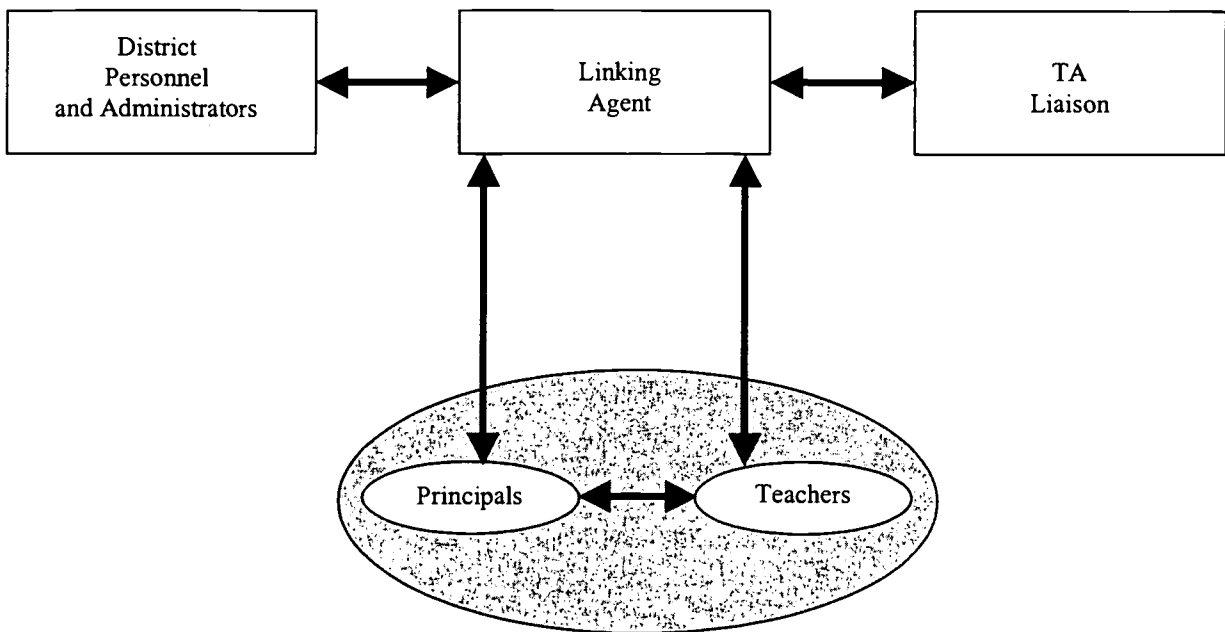 District
Personnel
and Administrators
Linking
Agent
TA
Liaison
Principals
Teachers